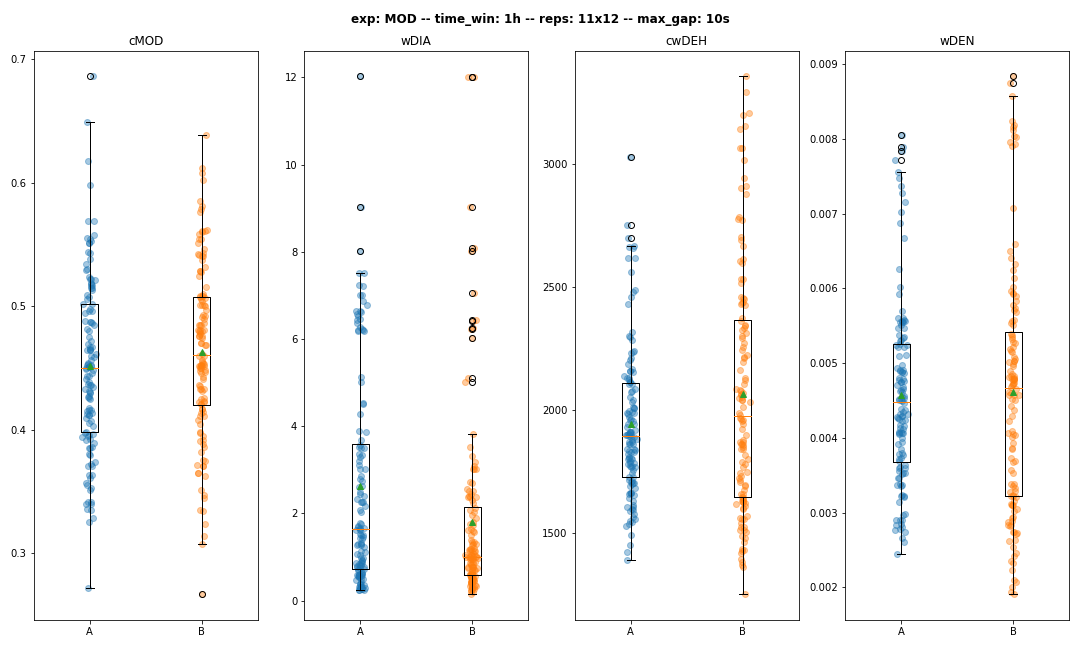 exp: MOD -- time_win: 1h -- reps: 11x12 -- max_gap: 10s
cMOD
0.7
0.6
0.5
0.4
0.3
A
B
wDIA
12
10
8
6
4
2
0
A
B
cwDEH
3000
2500
2000
1500
A
B
wDEN
0.009
0.008
0.007
0.006
0.005
0.004
0.003
0.002
A
B